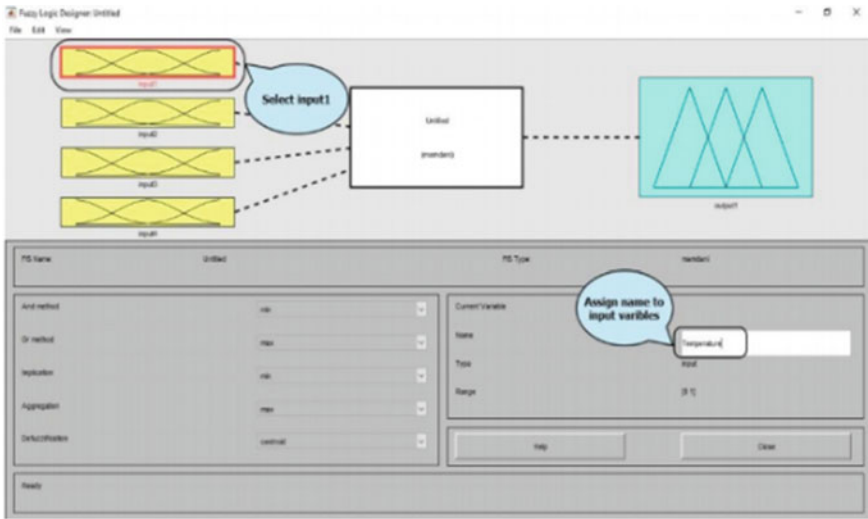 Fuzzy Logic Designer: Untitled
File Edit View
input1
Select input1
input2
input3
input4
Untitled
(mamdani)
output1
FIS Name: Untitled
FIS Type: mamdani
And method min
Or method max
Implication min
Aggregation max
Defuzzification centroid
Current Variable
Assign name to
input varibles
Name Temperature
Type input
Range [0 1]
Help
Close
Ready